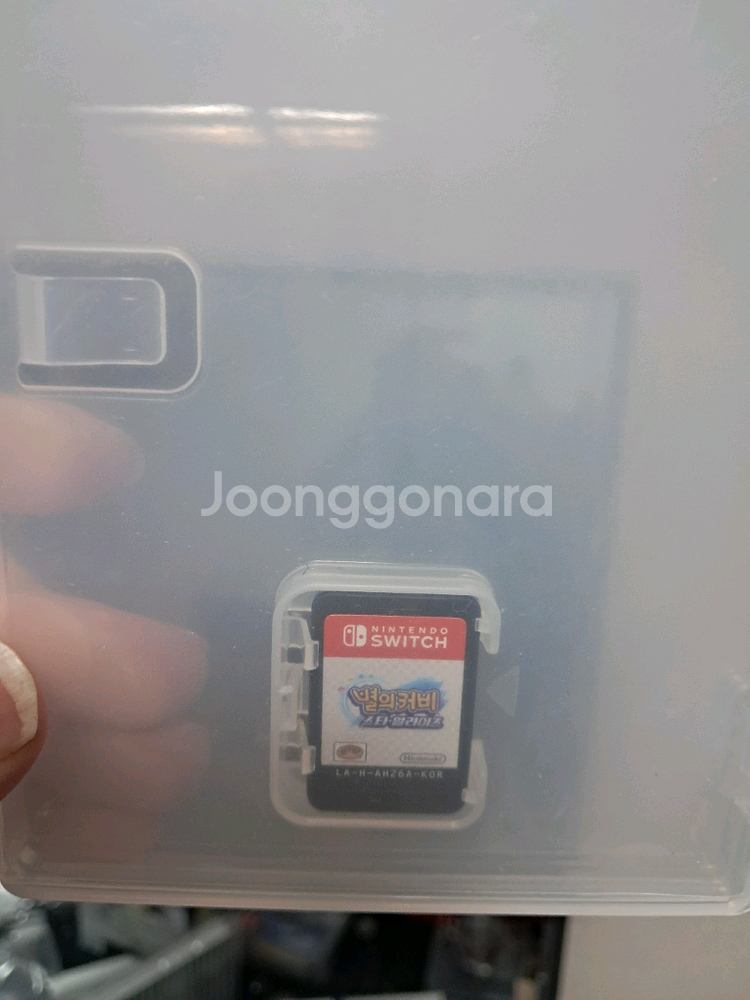 Joonggonara
NINTENDO
SWITCH
별의 커비
스타 얼라이즈
Nintendo
LA-H-AH26A-KOR